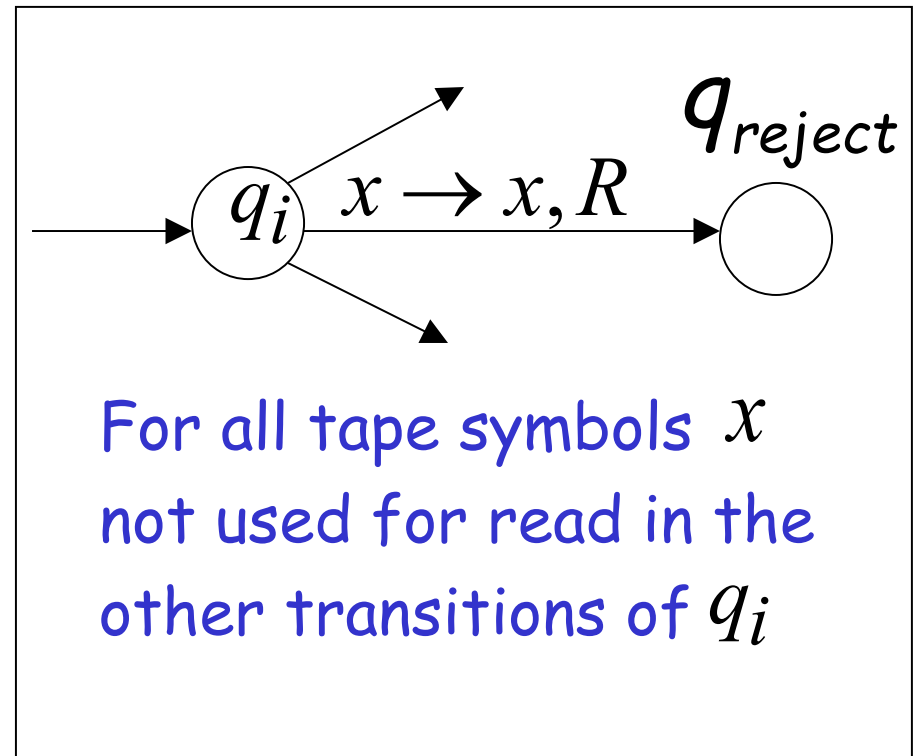 q_reject
q_i x → x, R
For all tape symbols x
not used for read in the
other transitions of q_i